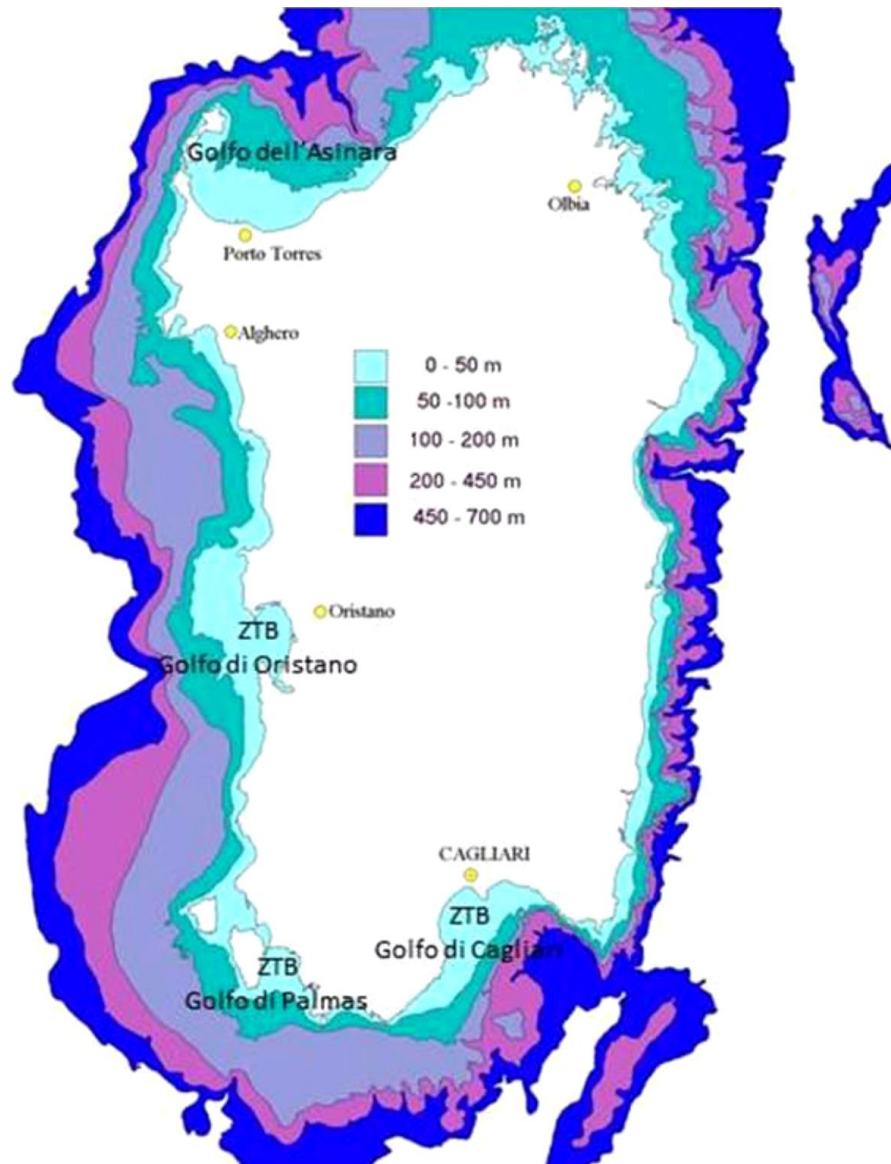 Golfo dell'Asinara
Olbia
Porto Torres
Alghero
0 - 50 m
50 -100 m
100 - 200 m
200 - 450 m
450 - 700 m
Oristano
ZTB
Golfo di Oristano
CAGLIARI
ZTB
Golfo di Cagliari
ZTB
Golfo di Palmas